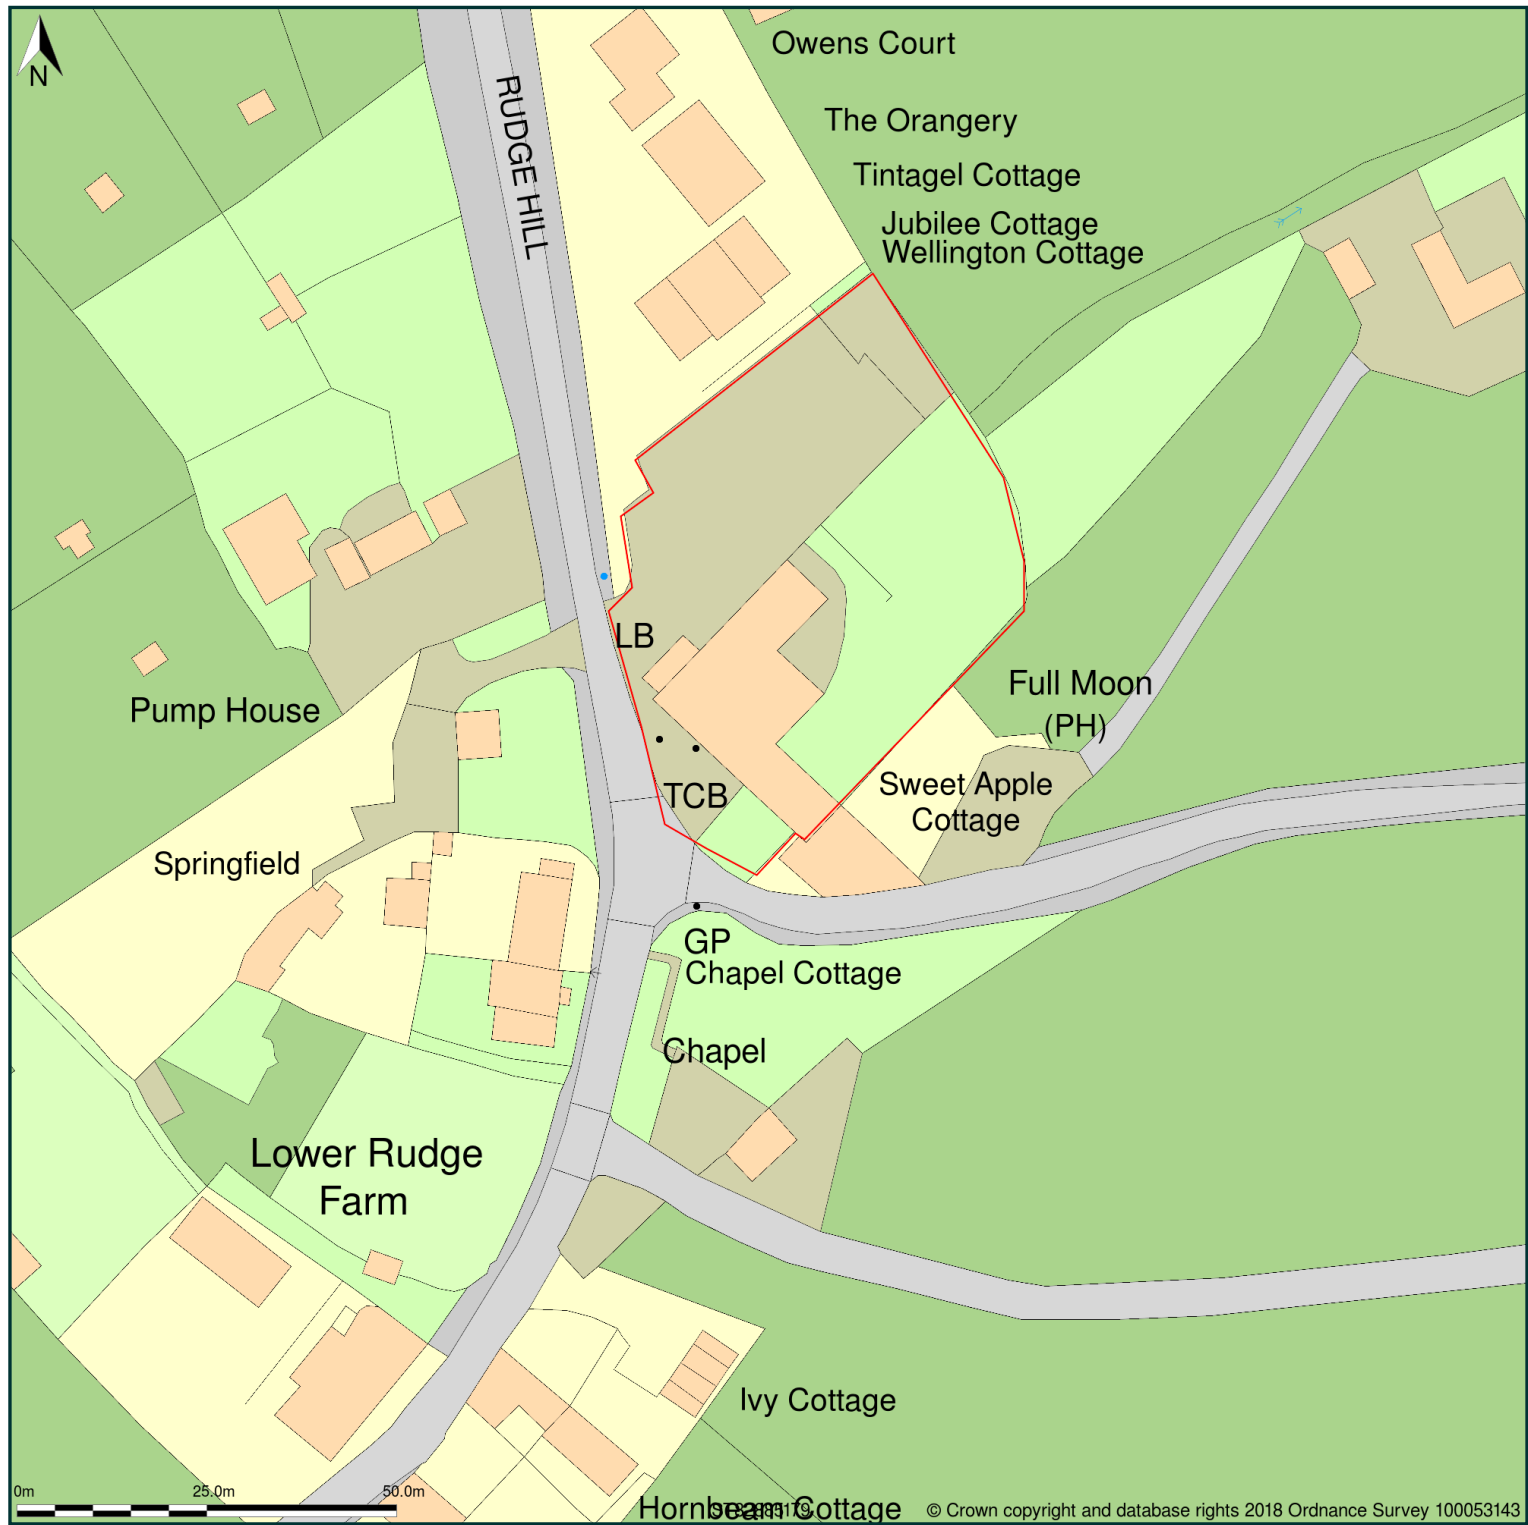 N
Owens Court
RUDGE HILL
The Orangery
Tintagel Cottage
Jubilee Cottage
Wellington Cottage
LB
Full Moon
(PH)
Pump House
Sweet Apple
Cottage
TCB
Springfield
GP
Chapel Cottage
Chapel
Lower Rudge
Farm
Ivy Cottage
0m
25.0m
50.0m
Hornbeam Cottage
© Crown copyright and database rights 2018 Ordnance Survey 100053143